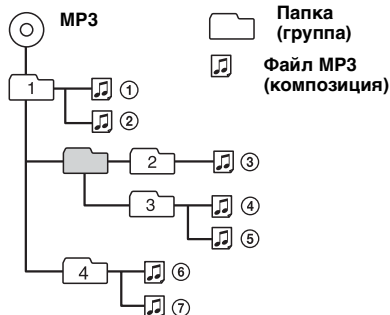 MP3
Папка
(группа)
Файл MP3
(композиция)
1
①
②
2
③
3
④
⑤
4
⑥
⑦